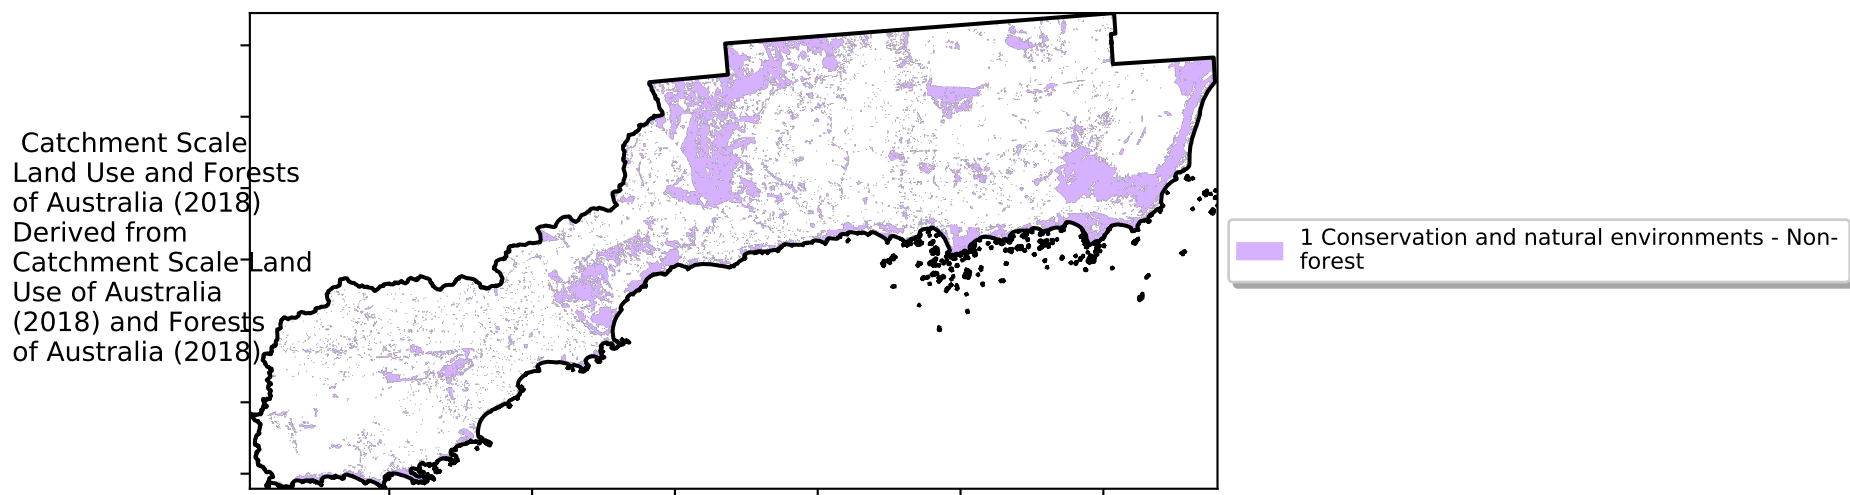 Catchment Scale
Land Use and Forests
of Australia (2018)
Derived from
Catchment Scale Land
Use of Australia
(2018) and Forests
of Australia (2018)
1 Conservation and natural environments - Non-
forest